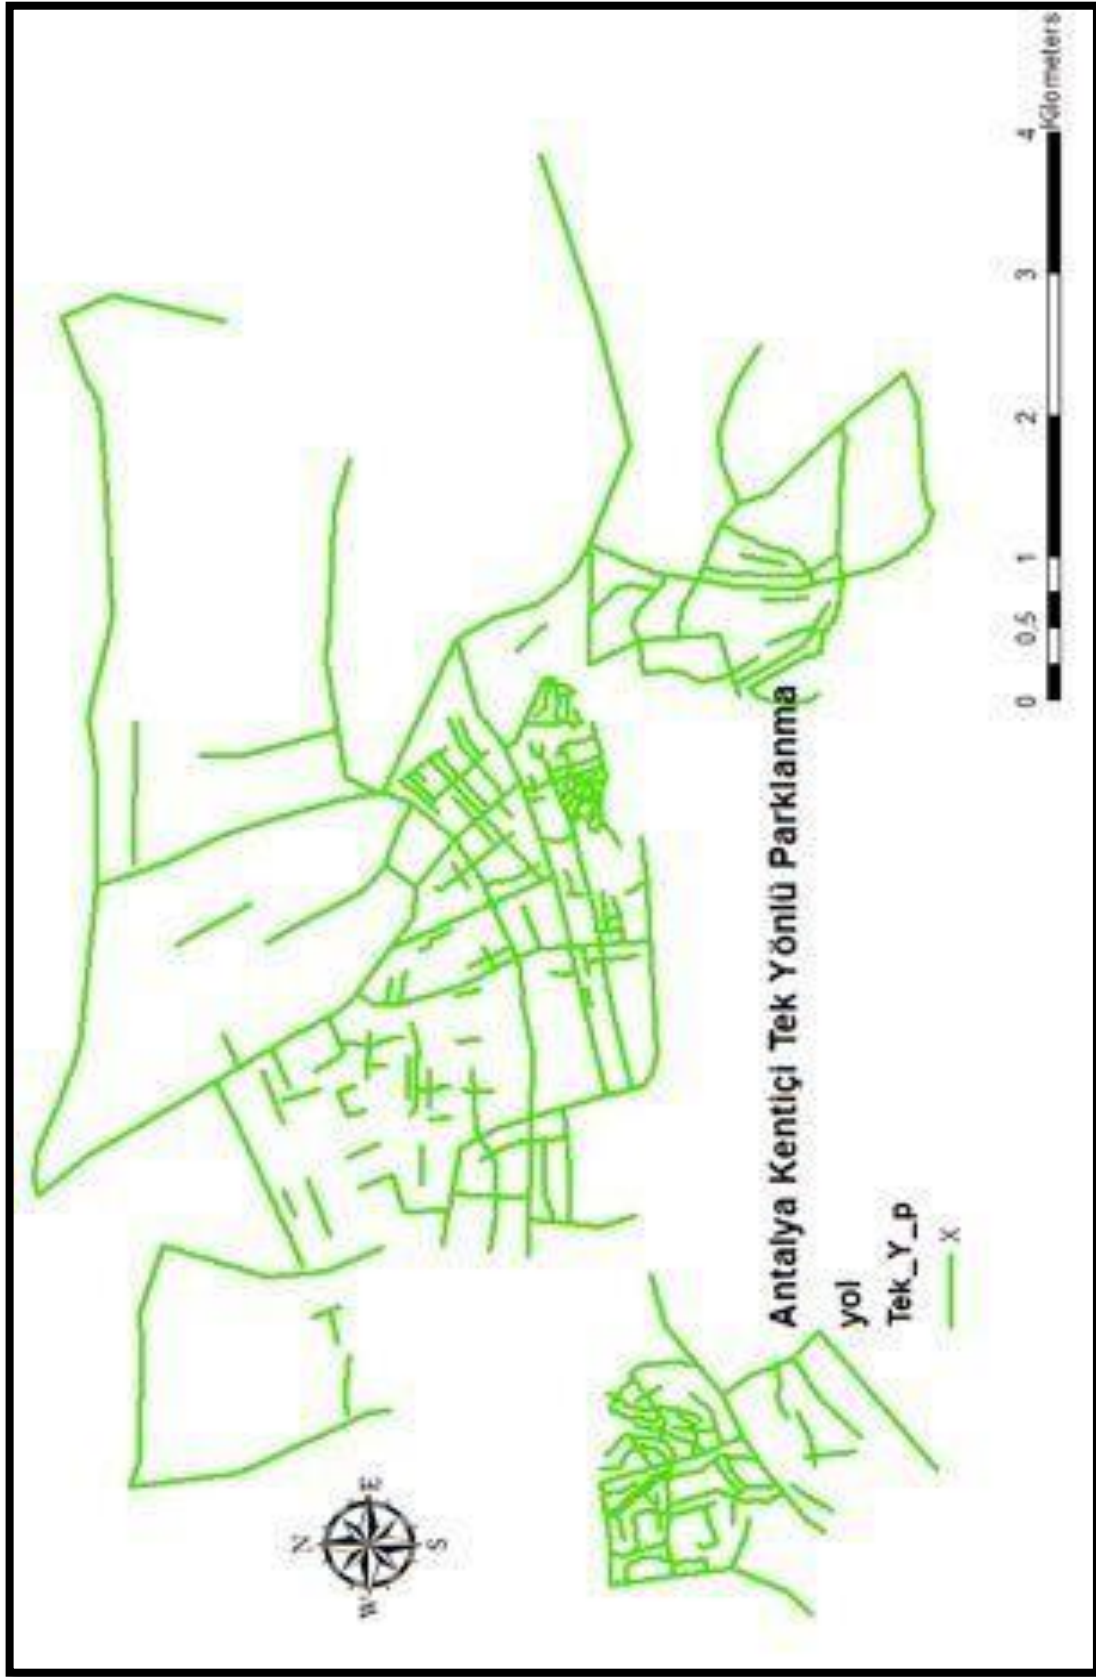 N
W E
S
Antalya Kentiçi Tek Yönlü Parklanma
yol
Tek_Y_p
X
0 0,5 1 2 3 4
Kilometers